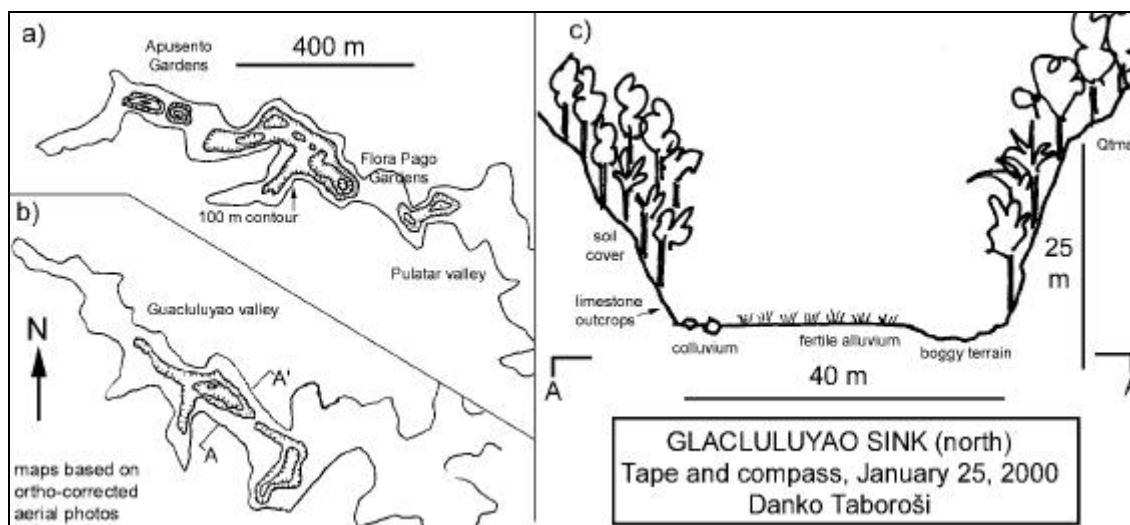 a)
400 m
Apusento
Gardens
Flora Pago
Gardens
100 m contour
Pulatar valley
b)
Guacluluyao valley
N
A'
A
maps based on
ortho-corrected
aerial photos
c)
Qtma
soil
cover
25
m
limestone
outcrops
colluvium
fertile alluvium
boggy terrain
A
40 m
GLACLULUYAO SINK (north)
Tape and compass, January 25, 2000
Danko Taboroši